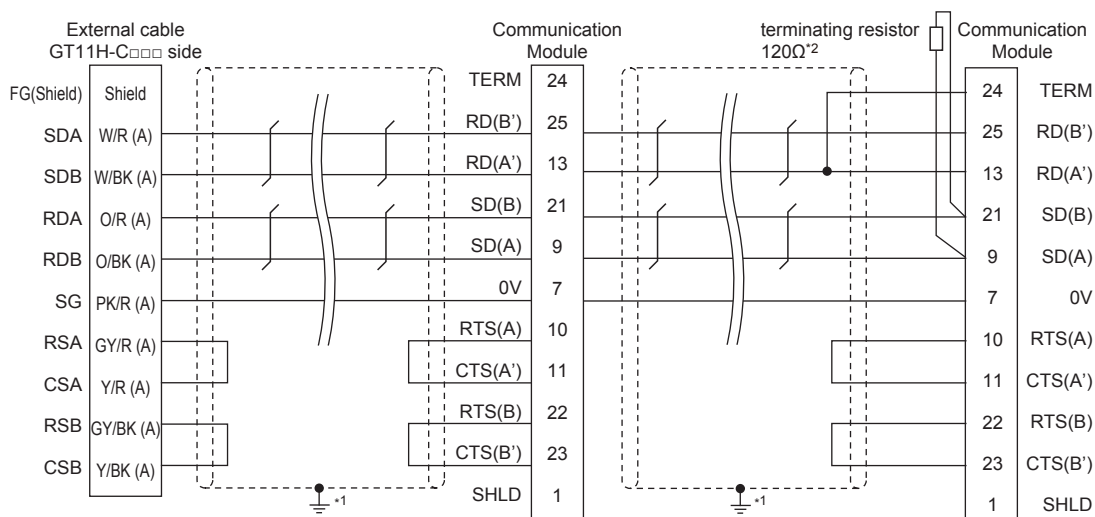 External cable
GT11H-C□□□ side
Communication
Module
terminating resistor
120Ω*2
Communication
Module
FG(Shield) Shield TERM 24 24 TERM
SDA W/R (A) RD(B') 25 25 RD(B')
SDB W/BK (A) RD(A') 13 13 RD(A')
RDA O/R (A) SD(B) 21 21 SD(B)
RDB O/BK (A) SD(A) 9 9 SD(A)
SG PK/R (A) 0V 7 7 0V
RSA GY/R (A) RTS(A) 10 10 RTS(A)
CSA Y/R (A) CTS(A') 11 11 CTS(A')
RSB GY/BK (A) RTS(B) 22 22 RTS(B)
CSB Y/BK (A) CTS(B') 23 23 CTS(B')
*1 SHLD 1 *1 1 SHLD